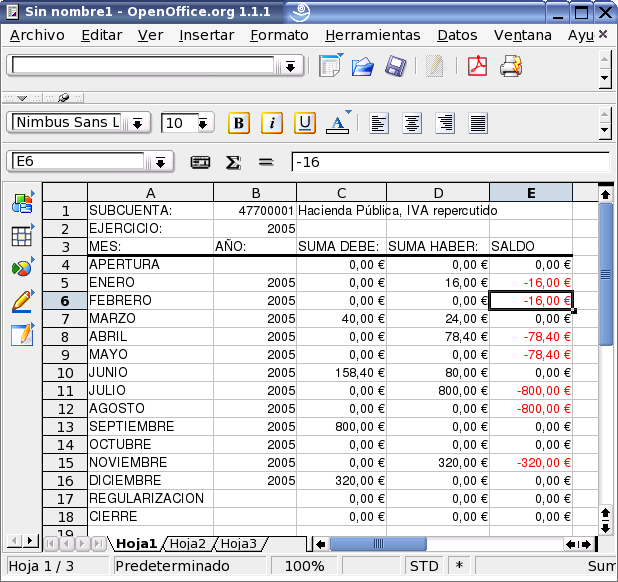 Sin nombre1 - OpenOffice.org 1.1.1
Archivo Editar Ver Insertar Formato Herramientas Datos Ventana Ayu
Nimbus Sans L 10 B i U A
E6 Σ = -16
A B C D E
1 SUBCUENTA: 47700001 Hacienda Pública, IVA repercutido
2 EJERCICIO: 2005
3 MES: AÑO: SUMA DEBE: SUMA HABER: SALDO
4 APERTURA 0,00 € 0,00 € 0,00 €
5 ENERO 2005 0,00 € 16,00 € -16,00 €
6 FEBRERO 2005 0,00 € 0,00 € -16,00 €
7 MARZO 2005 40,00 € 24,00 € 0,00 €
8 ABRIL 2005 0,00 € 78,40 € -78,40 €
9 MAYO 2005 0,00 € 0,00 € -78,40 €
10 JUNIO 2005 158,40 € 80,00 € 0,00 €
11 JULIO 2005 0,00 € 800,00 € -800,00 €
12 AGOSTO 2005 0,00 € 0,00 € -800,00 €
13 SEPTIEMBRE 2005 800,00 € 0,00 € 0,00 €
14 OCTUBRE 2005 0,00 € 0,00 € 0,00 €
15 NOVIEMBRE 2005 0,00 € 320,00 € -320,00 €
16 DICIEMBRE 2005 320,00 € 0,00 € 0,00 €
17 REGULARIZACION 0,00 € 0,00 € 0,00 €
18 CIERRE 0,00 € 0,00 € 0,00 €
19
Hoja1 Hoja2 Hoja3
Hoja 1 / 3 Predeterminado 100% STD * Sum